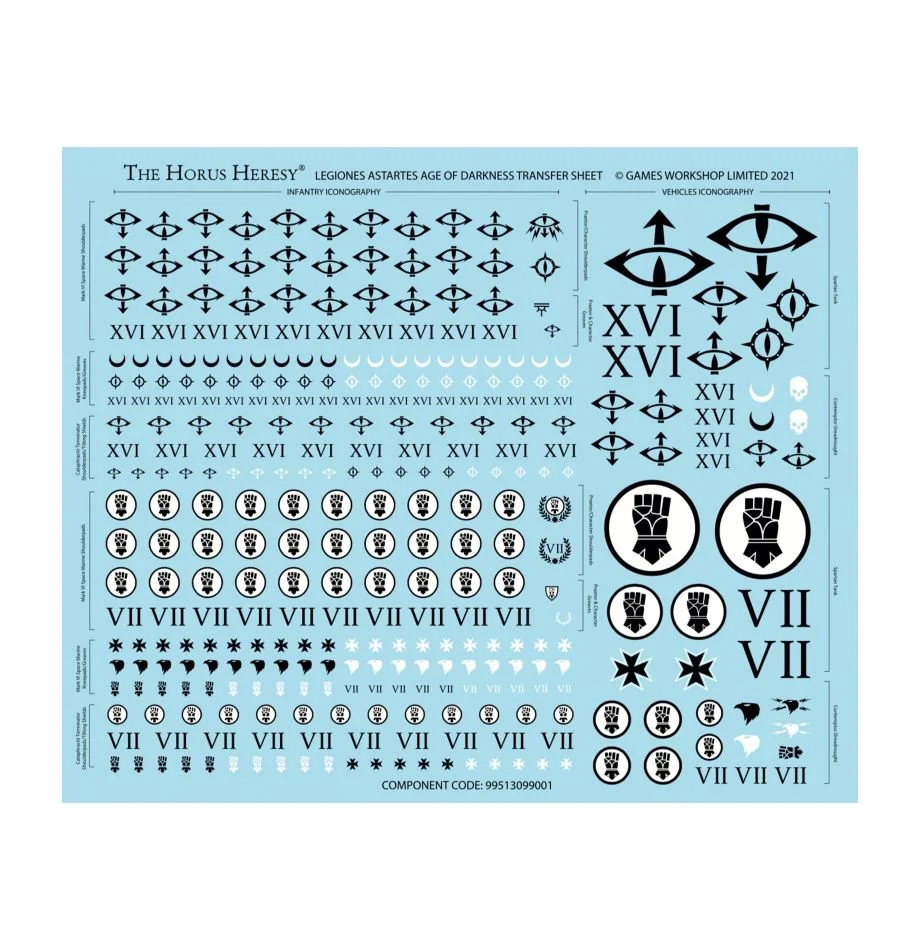 THE HORUS HERESY® LEGIONES ASTARTES AGE OF DARKNESS TRANSFER SHEET © GAMES WORKSHOP LIMITED 2021
INFANTRY ICONOGRAPHY
VEHICLES ICONOGRAPHY
Mark VI Space Marine Shoulderpads
Praetor/Character Shoulderpads
Praetor & Character Greaves
XVI XVI XVI XVI XVI XVI XVI XVI XVI XVI
Mark VI Space Marine Kneepads/Greaves
XVI XVI XVI XVI XVI XVI XVI XVI XVI XVI XVI XVI XVI XVI XVI XVI XVI XVI XVI XVI
Cataphractii Terminator Shoulderpads/Tilting Shields
XVI XVI XVI XVI XVI XVI XVI XVI XVI XVI
Spartan Tank
XVI
XVI
Contemptor Dreadnought
XVI
XVI
XVI
XVI
Mark VI Space Marine Shoulderpads
Praetor/Character Shoulderpads
VII
Praetor & Character Greaves
VII VII VII VII VII VII VII VII VII VII
Mark VI Space Marine Kneepads/Greaves
VII VII VII VII VII VII VII VII VII VII
Cataphractii Terminator Shoulderpads/Tilting Shields
VII VII VII VII VII VII VII VII VII VII
Spartan Tank
VII
VII
Contemptor Dreadnought
VII VII VII
COMPONENT CODE: 99513099001